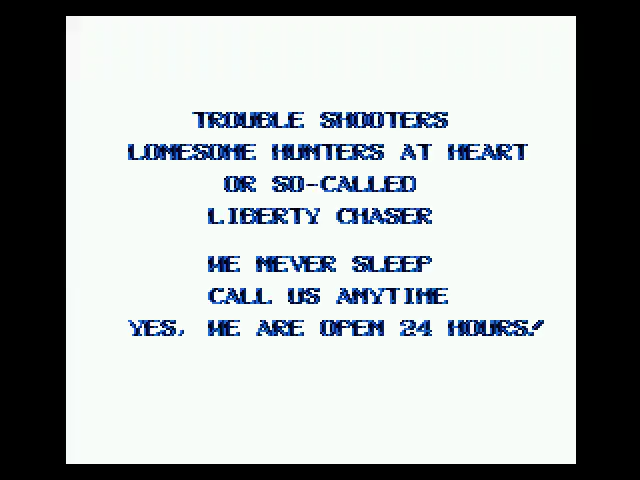 TROUBLE SHOOTERS
LONESOME HUNTERS AT HEART
OR SO-CALLED
LIBERTY CHASER
WE NEVER SLEEP
CALL US ANYTIME
YES, WE ARE OPEN 24 HOURS!